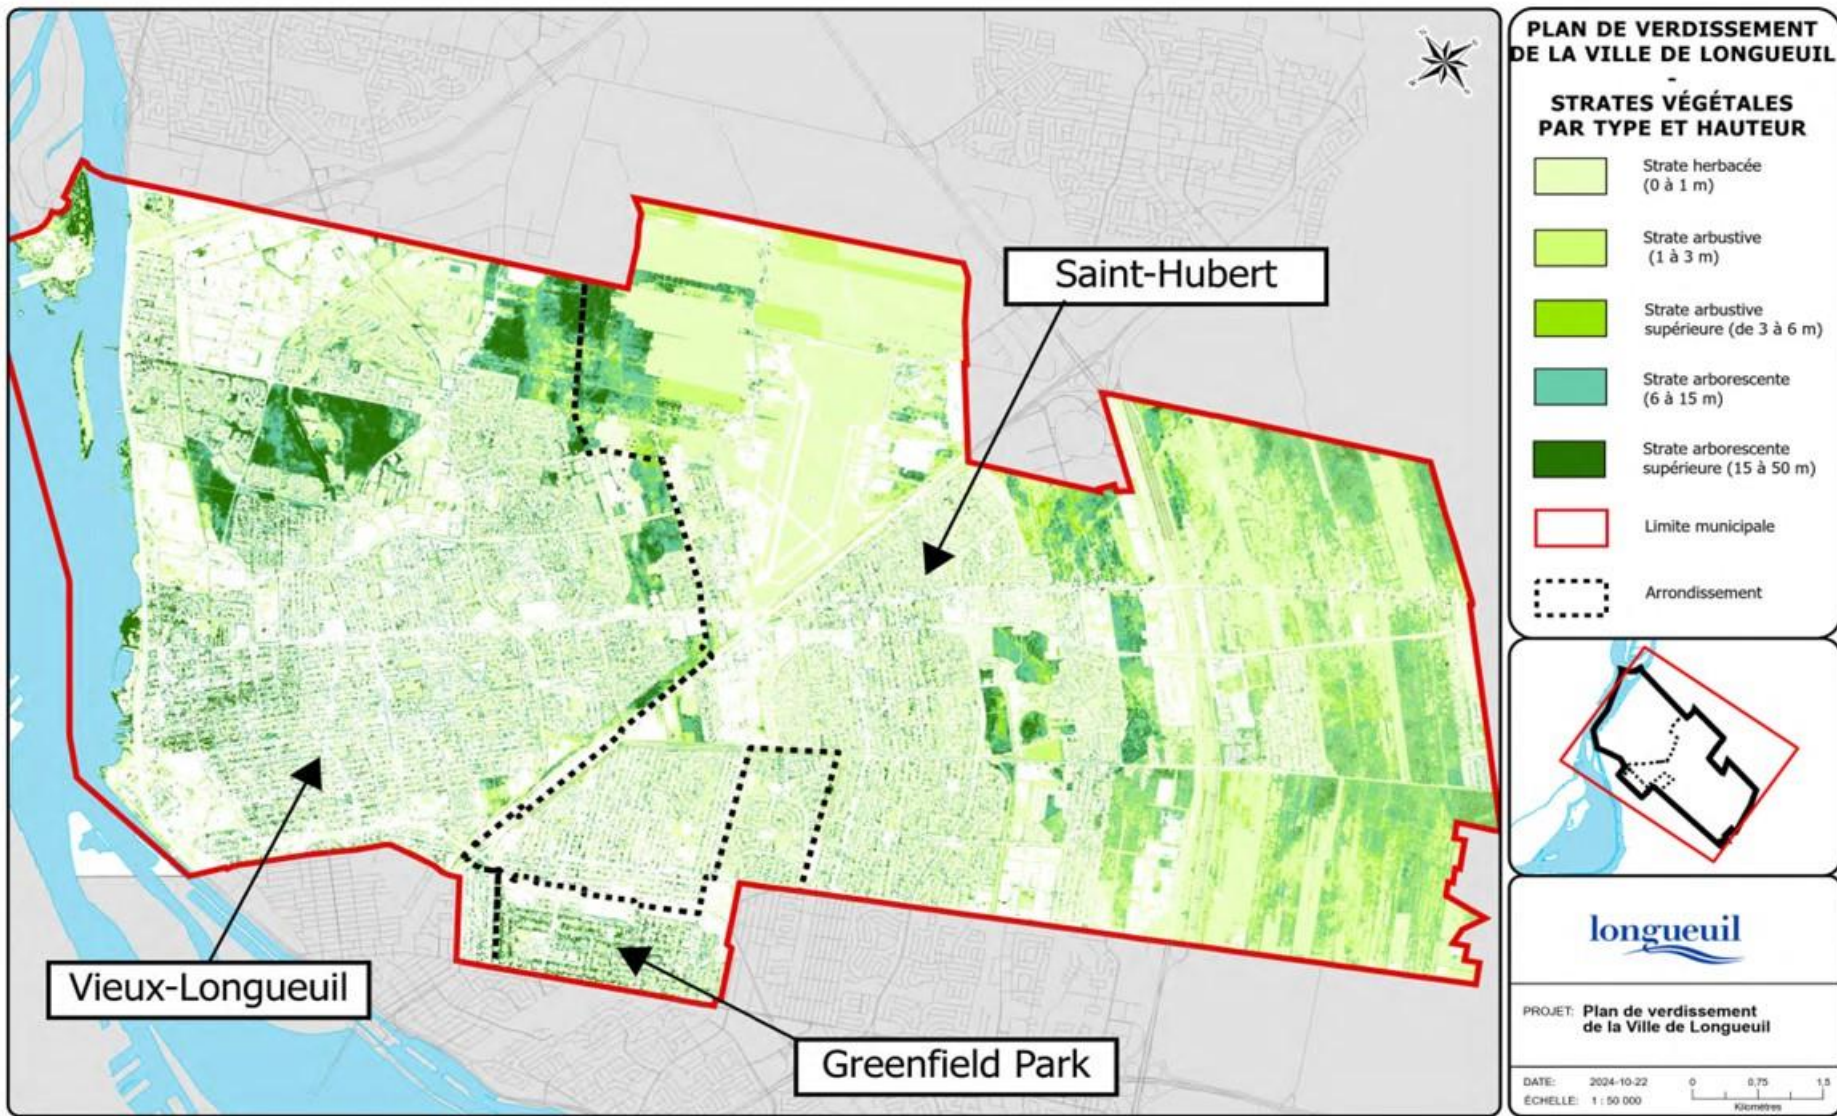 PLAN DE VERDISSEMENT
DE LA VILLE DE LONGUEUIL
-
STRATES VÉGÉTALES
PAR TYPE ET HAUTEUR
Strate herbacée
(0 à 1 m)
Strate arbustive
(1 à 3 m)
Strate arbustive
supérieure (de 3 à 6 m)
Strate arborescente
(6 à 15 m)
Strate arborescente
supérieure (15 à 50 m)
Limite municipale
Arrondissement
Saint-Hubert
Vieux-Longueuil
Greenfield Park
longueuil
PROJET: Plan de verdissement
de la Ville de Longueuil
DATE: 2024-10-22
ÉCHELLE: 1 : 50 000
0 0,75 1,5
Kilomètres